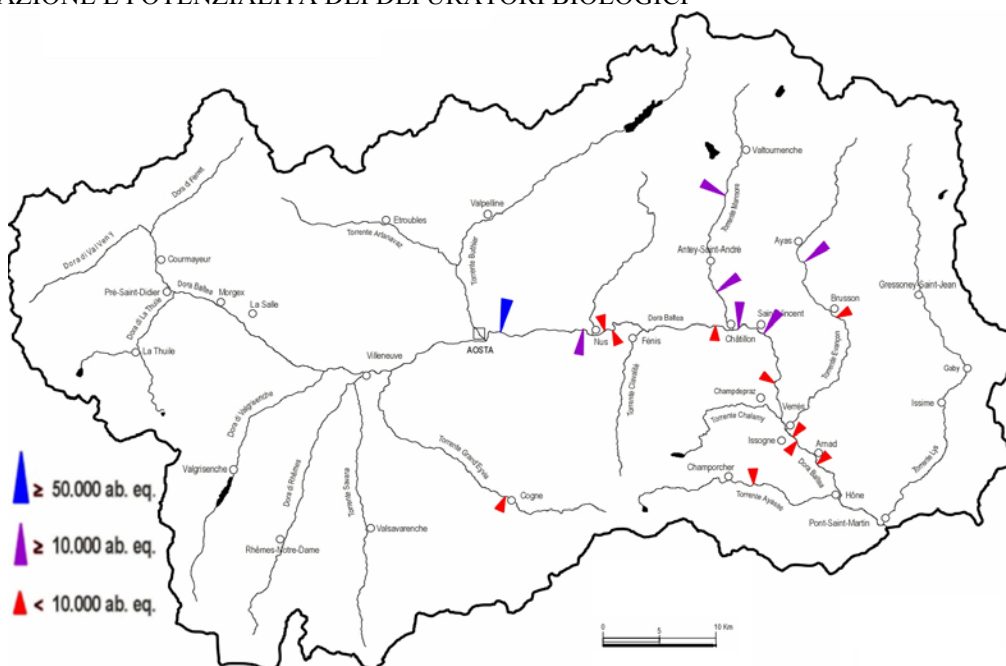 AZIONE E POTENZIALITÀ DEI DEPURATORI BIOLOGICI
Valtournenche
Dora di Ferret
Torrente Marmore
Valpelline
Etroubles
Torrente Artanavaz
Dora di Val Veny
Torrente Buthier
Ayas
Antey-Saint-André
Courmayeur
Gressoney-Saint-Jean
Pré-Saint-Didier
Dora Baltea
Morgex
La Salle
Brusson
Dora di La Thuile
Dora Baltea
Saint-Vincent
AOSTA
Nus
Fénis
Châtillon
La Thuile
Villeneuve
Torrente Evançon
Gaby
Torrente Clavalité
Champdepraz
Issime
Dora di Valgrisenche
Verrès
Torrente Chalamy
Issogne
Arnad
Torrente Grand'Eyvia
Torrente Lys
Valgrisenche
Dora di Rhêmes
Torrente Savara
Champorcher
Dora Baltea
≥ 50.000 ab. eq.
Cogne
Torrente Ayasse
Hône
Pont-Saint-Martin
Valsavarenche
≥ 10.000 ab. eq.
Rhêmes-Notre-Dame
< 10.000 ab. eq.
0 5 10 Km